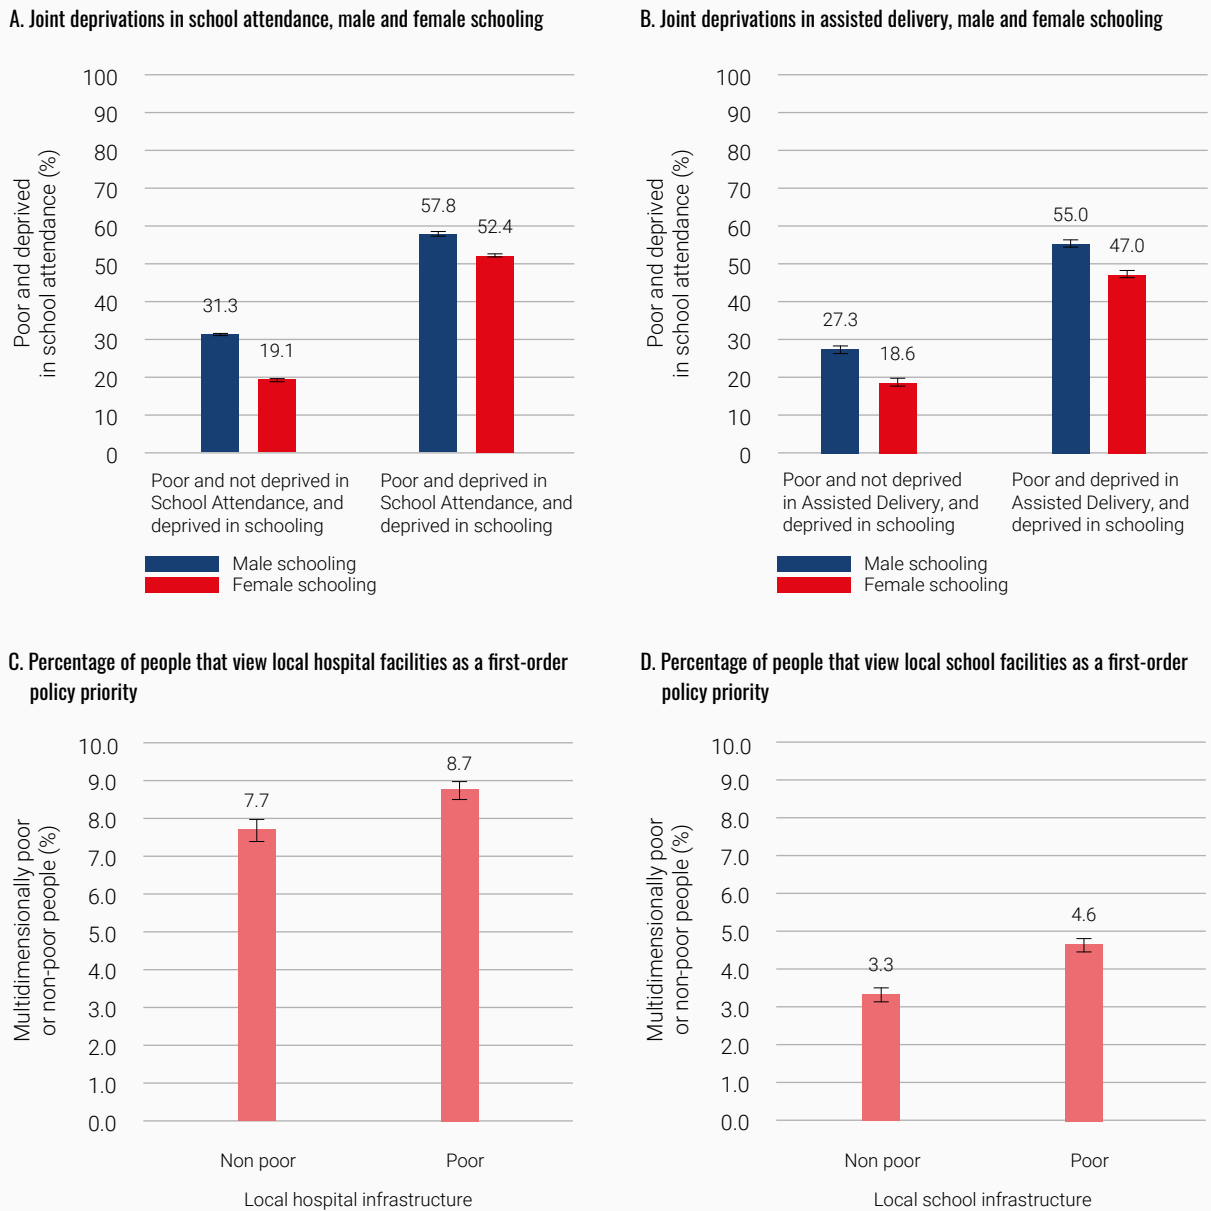 A. Joint deprivations in school attendance, male and female schooling
Poor and deprived
in school attendance (%)
100
90
80
70
60
50
40
30
20
10
0
31.3
19.1
57.8
52.4
Poor and not deprived in
School Attendance, and
deprived in schooling
Poor and deprived in
School Attendance, and
deprived in schooling
Male schooling
Female schooling
B. Joint deprivations in assisted delivery, male and female schooling
Poor and deprived
in school attendance (%)
100
90
80
70
60
50
40
30
20
10
0
27.3
18.6
55.0
47.0
Poor and not deprived
in Assisted Delivery, and
deprived in schooling
Poor and deprived in
Assisted Delivery, and
deprived in schooling
Male schooling
Female schooling
C. Percentage of people that view local hospital facilities as a first-order
policy priority
Multidimensionally poor
or non-poor people (%)
10.0
9.0
8.0
7.0
6.0
5.0
4.0
3.0
2.0
1.0
0.0
7.7
8.7
Non poor
Poor
Local hospital infrastructure
D. Percentage of people that view local school facilities as a first-order
policy priority
Multidimensionally poor
or non-poor people (%)
10.0
9.0
8.0
7.0
6.0
5.0
4.0
3.0
2.0
1.0
0.0
3.3
4.6
Non poor
Poor
Local school infrastructure